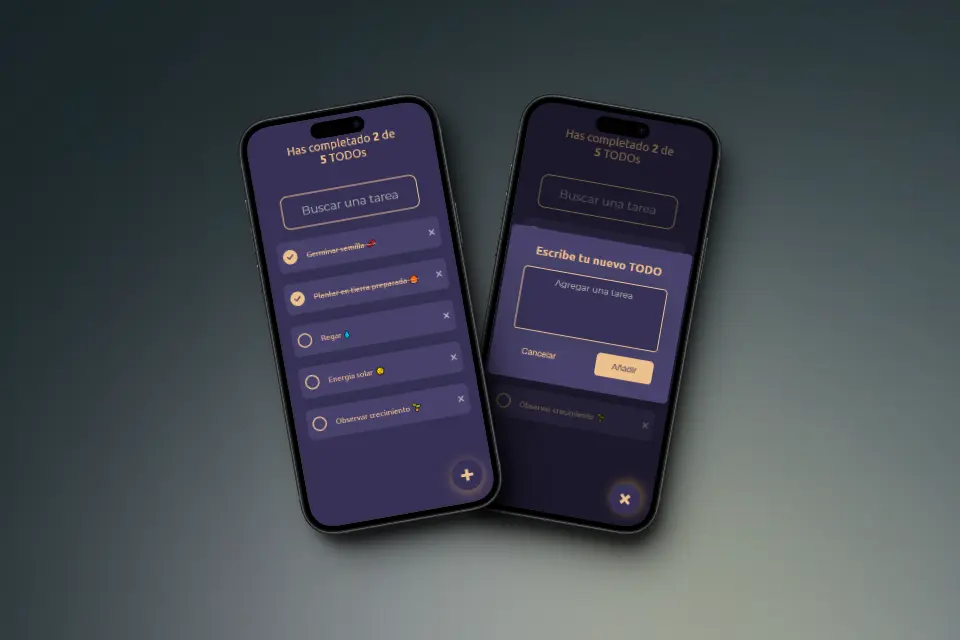 Has completado 2 de
5 TODOs
Buscar una tarea
Germinar semilla
Plantar en tierra preparada
Regar
Energía solar
Observar crecimiento
Has completado 2 de
5 TODOs
Buscar una tarea
Escribe tu nuevo TODO
Agregar una tarea
Cancelar
Añadir
Observar crecimiento